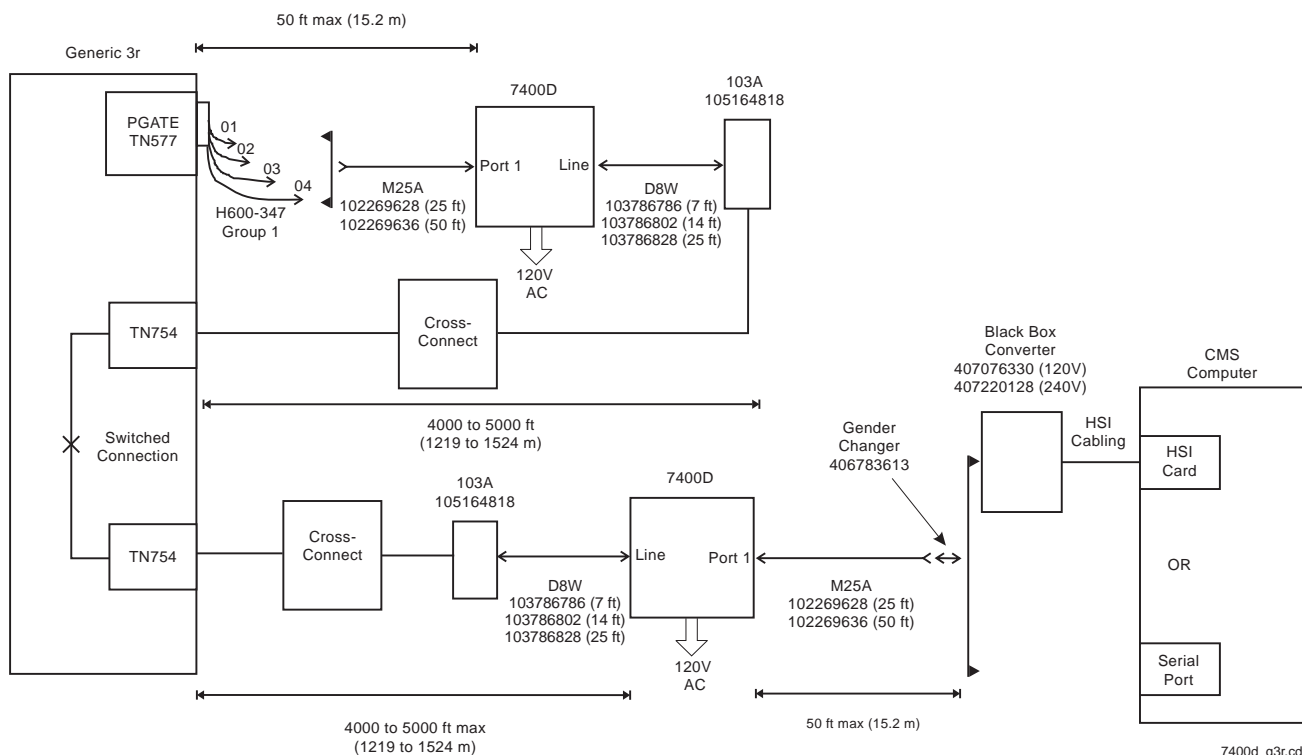 50 ft max (15.2 m)
Generic 3r
PGATE
TN577
01
02
03
04
H600-347
Group 1
M25A
102269628 (25 ft)
102269636 (50 ft)
7400D
Port 1
Line
120V
AC
D8W
103786786 (7 ft)
103786802 (14 ft)
103786828 (25 ft)
103A
105164818
TN754
Cross-
Connect
4000 to 5000 ft
(1219 to 1524 m)
Switched
Connection
TN754
Cross-
Connect
103A
105164818
D8W
103786786 (7 ft)
103786802 (14 ft)
103786828 (25 ft)
7400D
Line
Port 1
120V
AC
M25A
102269628 (25 ft)
102269636 (50 ft)
Gender
Changer
406783613
Black Box
Converter
407076330 (120V)
407220128 (240V)
HSI
Cabling
CMS
Computer
HSI
Card
OR
Serial
Port
4000 to 5000 ft max
(1219 to 1524 m)
50 ft max (15.2 m)